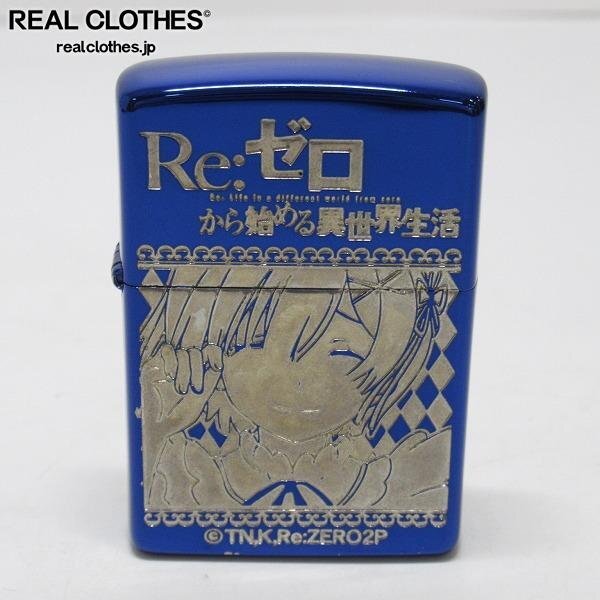 REAL CLOTHES©
realclothes.jp
Re:ゼロ
Re: Life in a different world from zero
から始める異世界生活
©TN,K,Re:ZERO2P